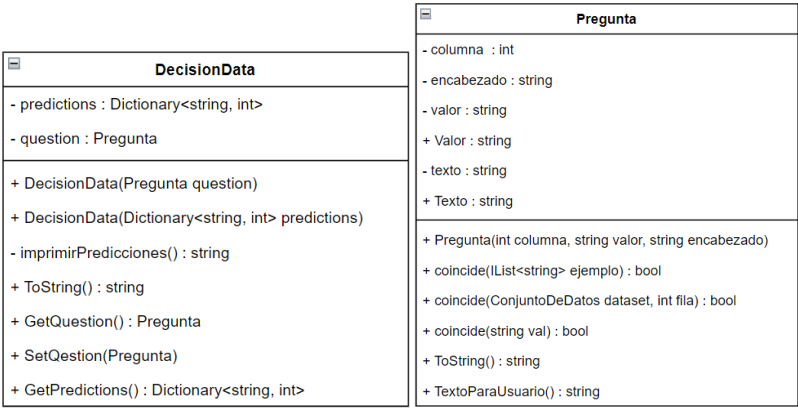 DecisionData
- predictions : Dictionary<string, int>
- question : Pregunta
+ DecisionData(Pregunta question)
+ DecisionData(Dictionary<string, int> predictions)
- imprimirPredicciones() : string
+ ToString() : string
+ GetQuestion() : Pregunta
+ SetQestion(Pregunta)
+ GetPredictions() : Dictionary<string, int>
Pregunta
- columna : int
- encabezado : string
- valor : string
+ Valor : string
- texto : string
+ Texto : string
+ Pregunta(int columna, string valor, string encabezado)
+ coincide(IList<string> ejemplo) : bool
+ coincide(ConjuntoDeDatos dataset, int fila) : bool
+ coincide(string val) : bool
+ ToString() : string
+ TextoParaUsuario() : string